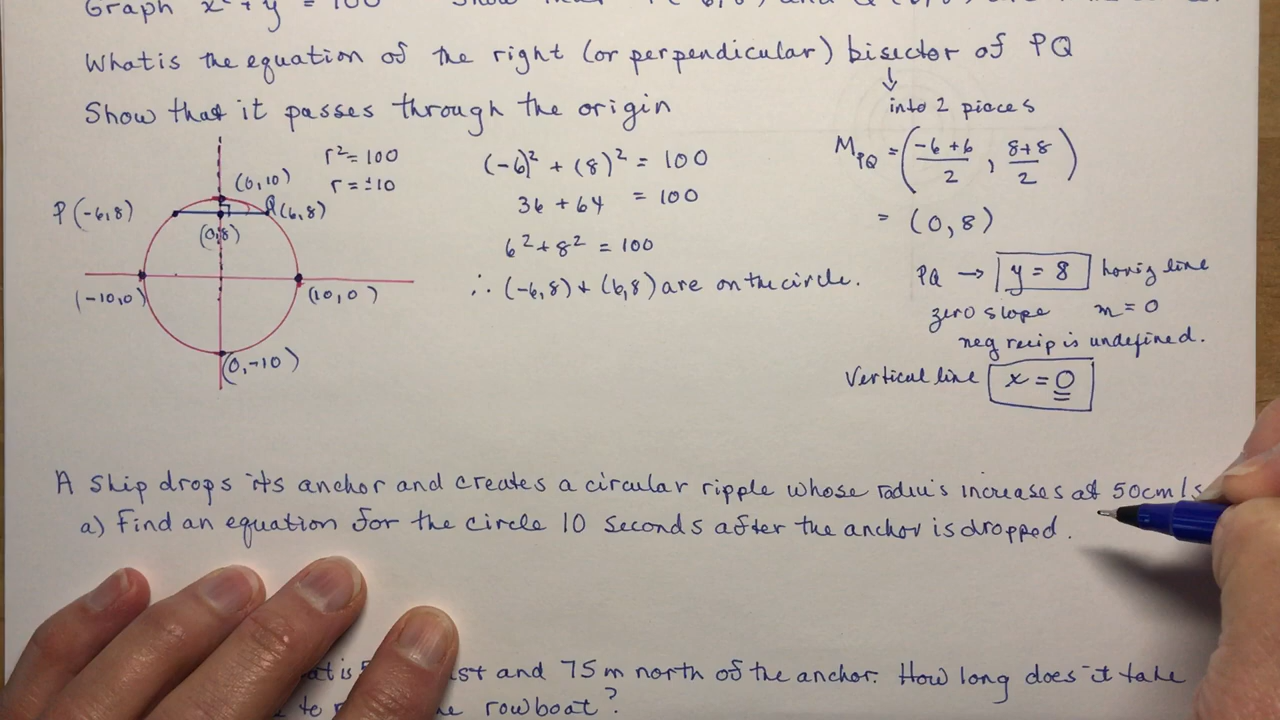 Graph x² + y² = 100
What is the equation of the right (or perpendicular) bisector of PQ
Show that it passes through the origin
into 2 pieces
r² = 100
r = ±10
(0,10)
P(-6,8)
Q(6,8)
(0,8)
(-10,0)
(10,0)
(0,-10)
(-6)² + (8)² = 100
36 + 64 = 100
6² + 8² = 100
∴ (-6,8) + (6,8) are on the circle.
M_PQ = (-6+6/2, 8+8/2)
= (0,8)
PQ → y = 8 horiz line
zero slope m = 0
neg recip is undefined.
Vertical line x = 0
A ship drops its anchor and creates a circular ripple whose radius increases at 50cm/s
a) Find an equation for the circle 10 seconds after the anchor is dropped.
and 75 m north of the anchor. How long does it take
rowboat?